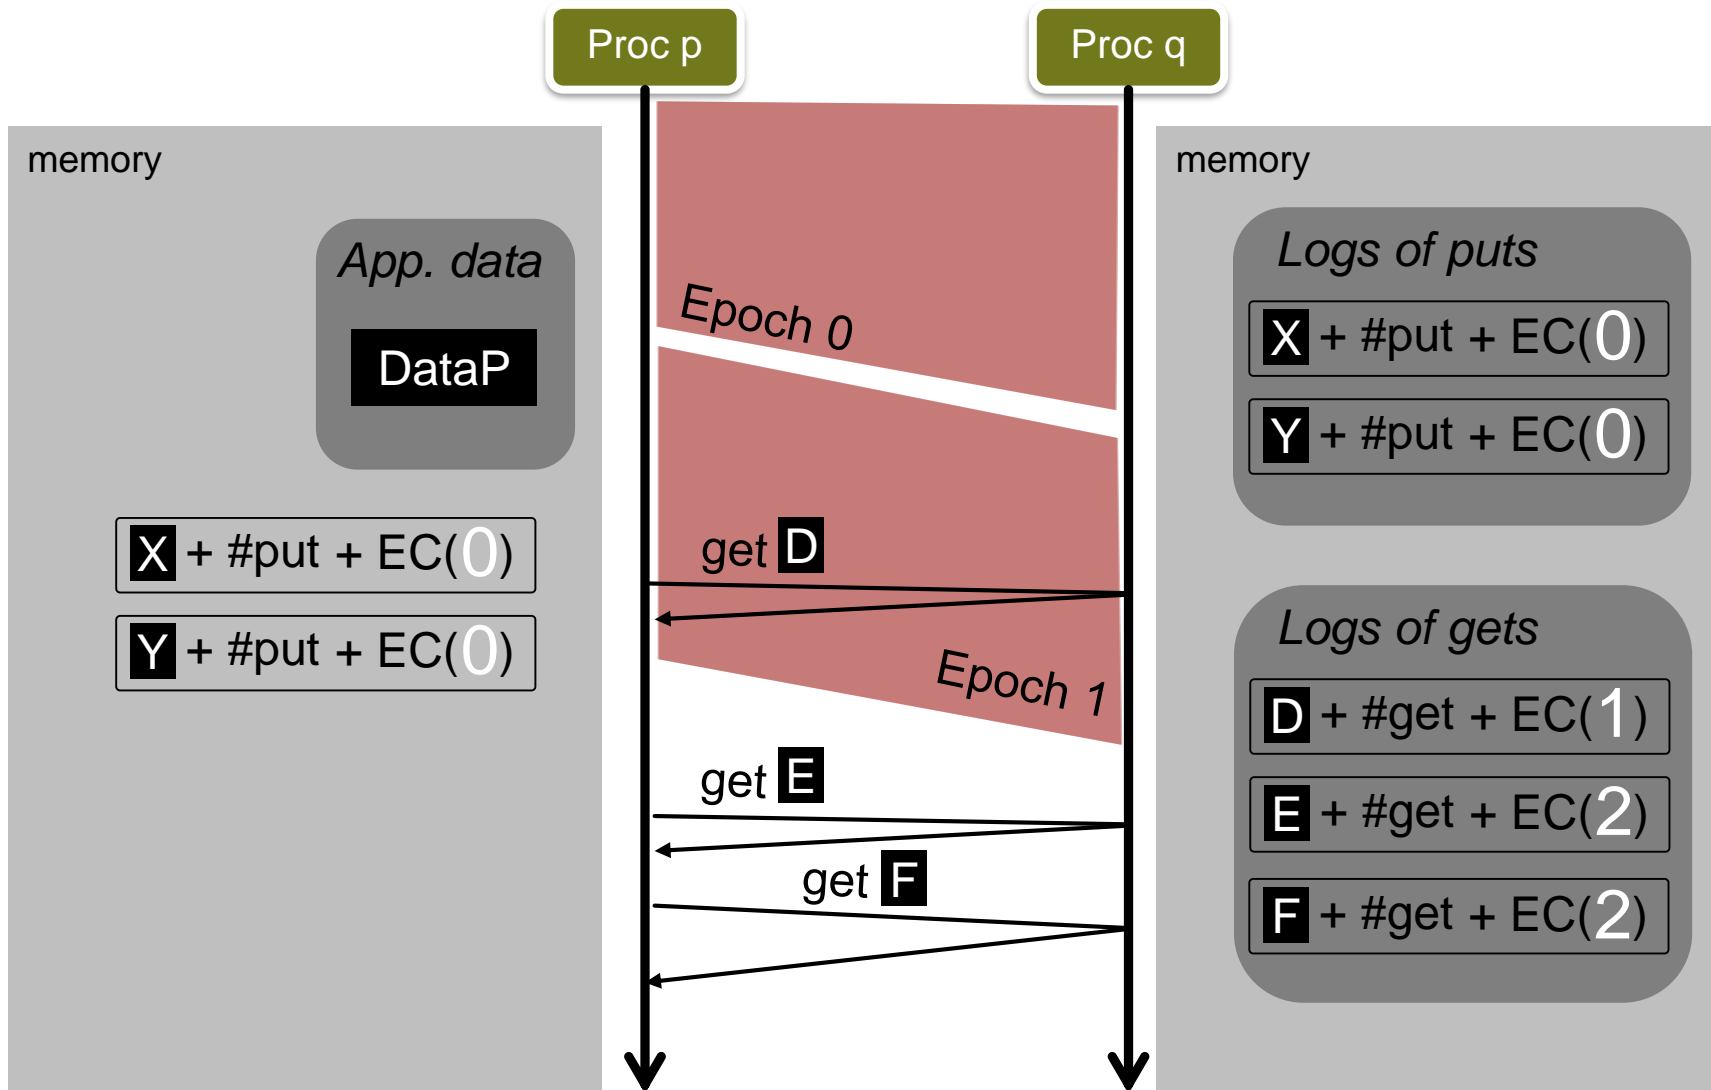 Proc p
Proc q
memory
App. data
DataP
X + #put + EC(0)
Y + #put + EC(0)
Epoch 0
get D
Epoch 1
get E
get F
memory
Logs of puts
X + #put + EC(0)
Y + #put + EC(0)
Logs of gets
D + #get + EC(1)
E + #get + EC(2)
F + #get + EC(2)